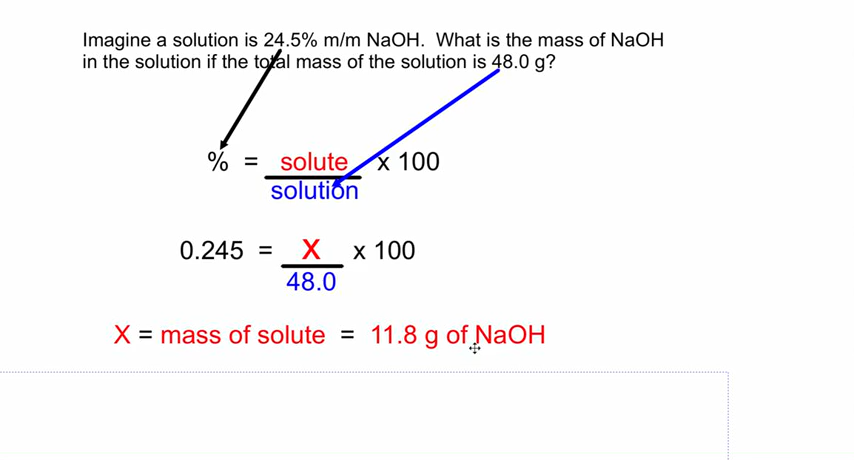 Imagine a solution is 24.5% m/m NaOH. What is the mass of NaOH
in the solution if the total mass of the solution is 48.0 g?
% = solute x 100
solution
0.245 = X x 100
48.0
X = mass of solute = 11.8 g of NaOH